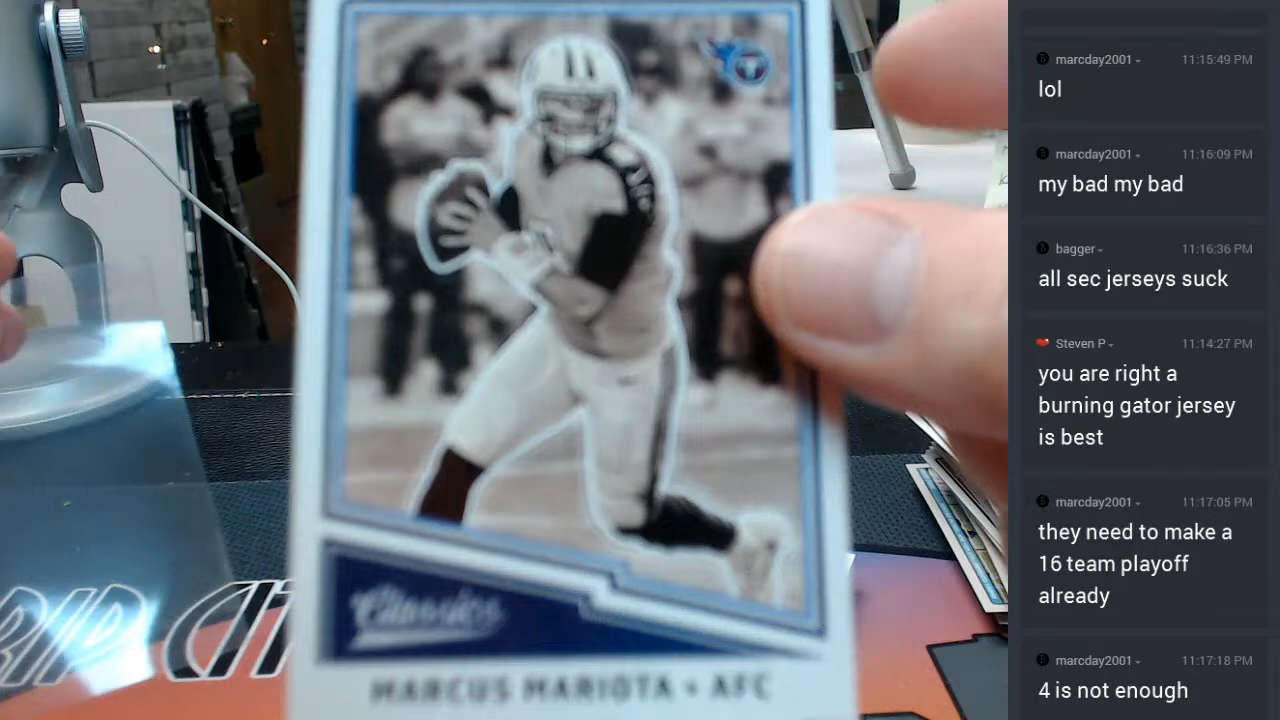 Classics
MARCUS MARIOTA • AFC
RIP CIT
marcday2001
11:15:49 PM
lol
marcday2001
11:16:09 PM
my bad my bad
bagger
11:16:36 PM
all sec jerseys suck
Steven P
11:14:27 PM
you are right a
burning gator jersey
is best
marcday2001
11:17:05 PM
they need to make a
16 team playoff
already
marcday2001
11:17:18 PM
4 is not enough